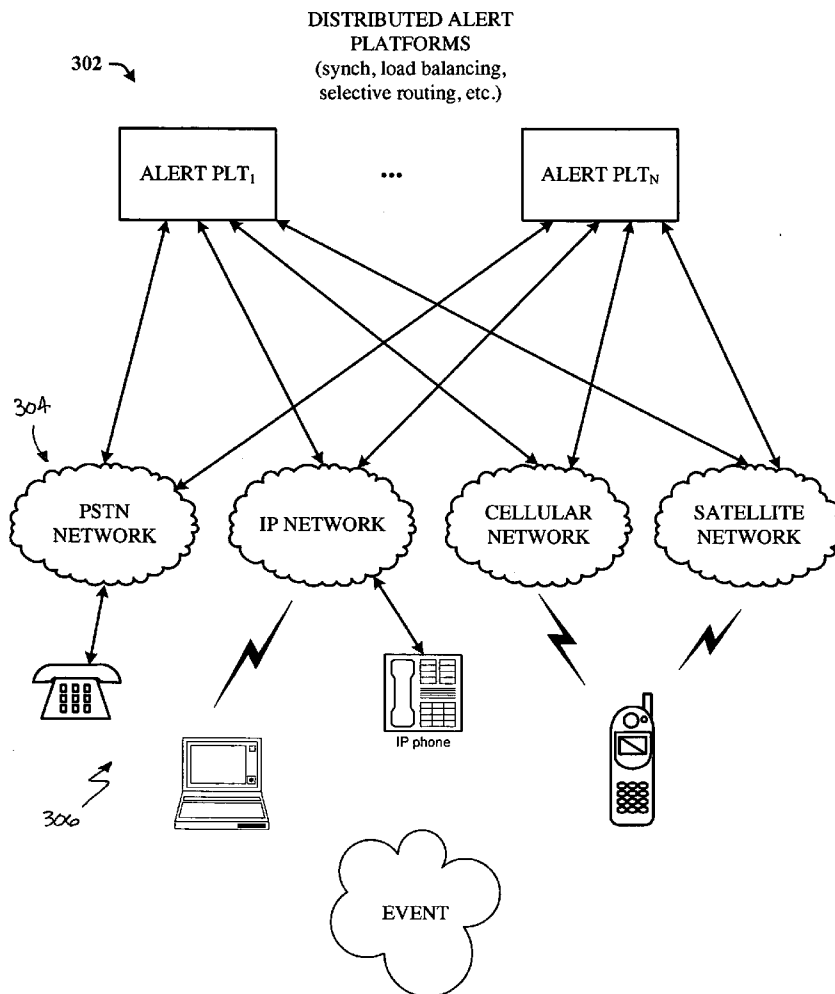 DISTRIBUTED ALERT
PLATFORMS
(synch, load balancing,
selective routing, etc.)
302
ALERT PLT1
...
ALERT PLTN
304
PSTN
NETWORK
IP NETWORK
CELLULAR
NETWORK
SATELLITE
NETWORK
IP phone
306
EVENT